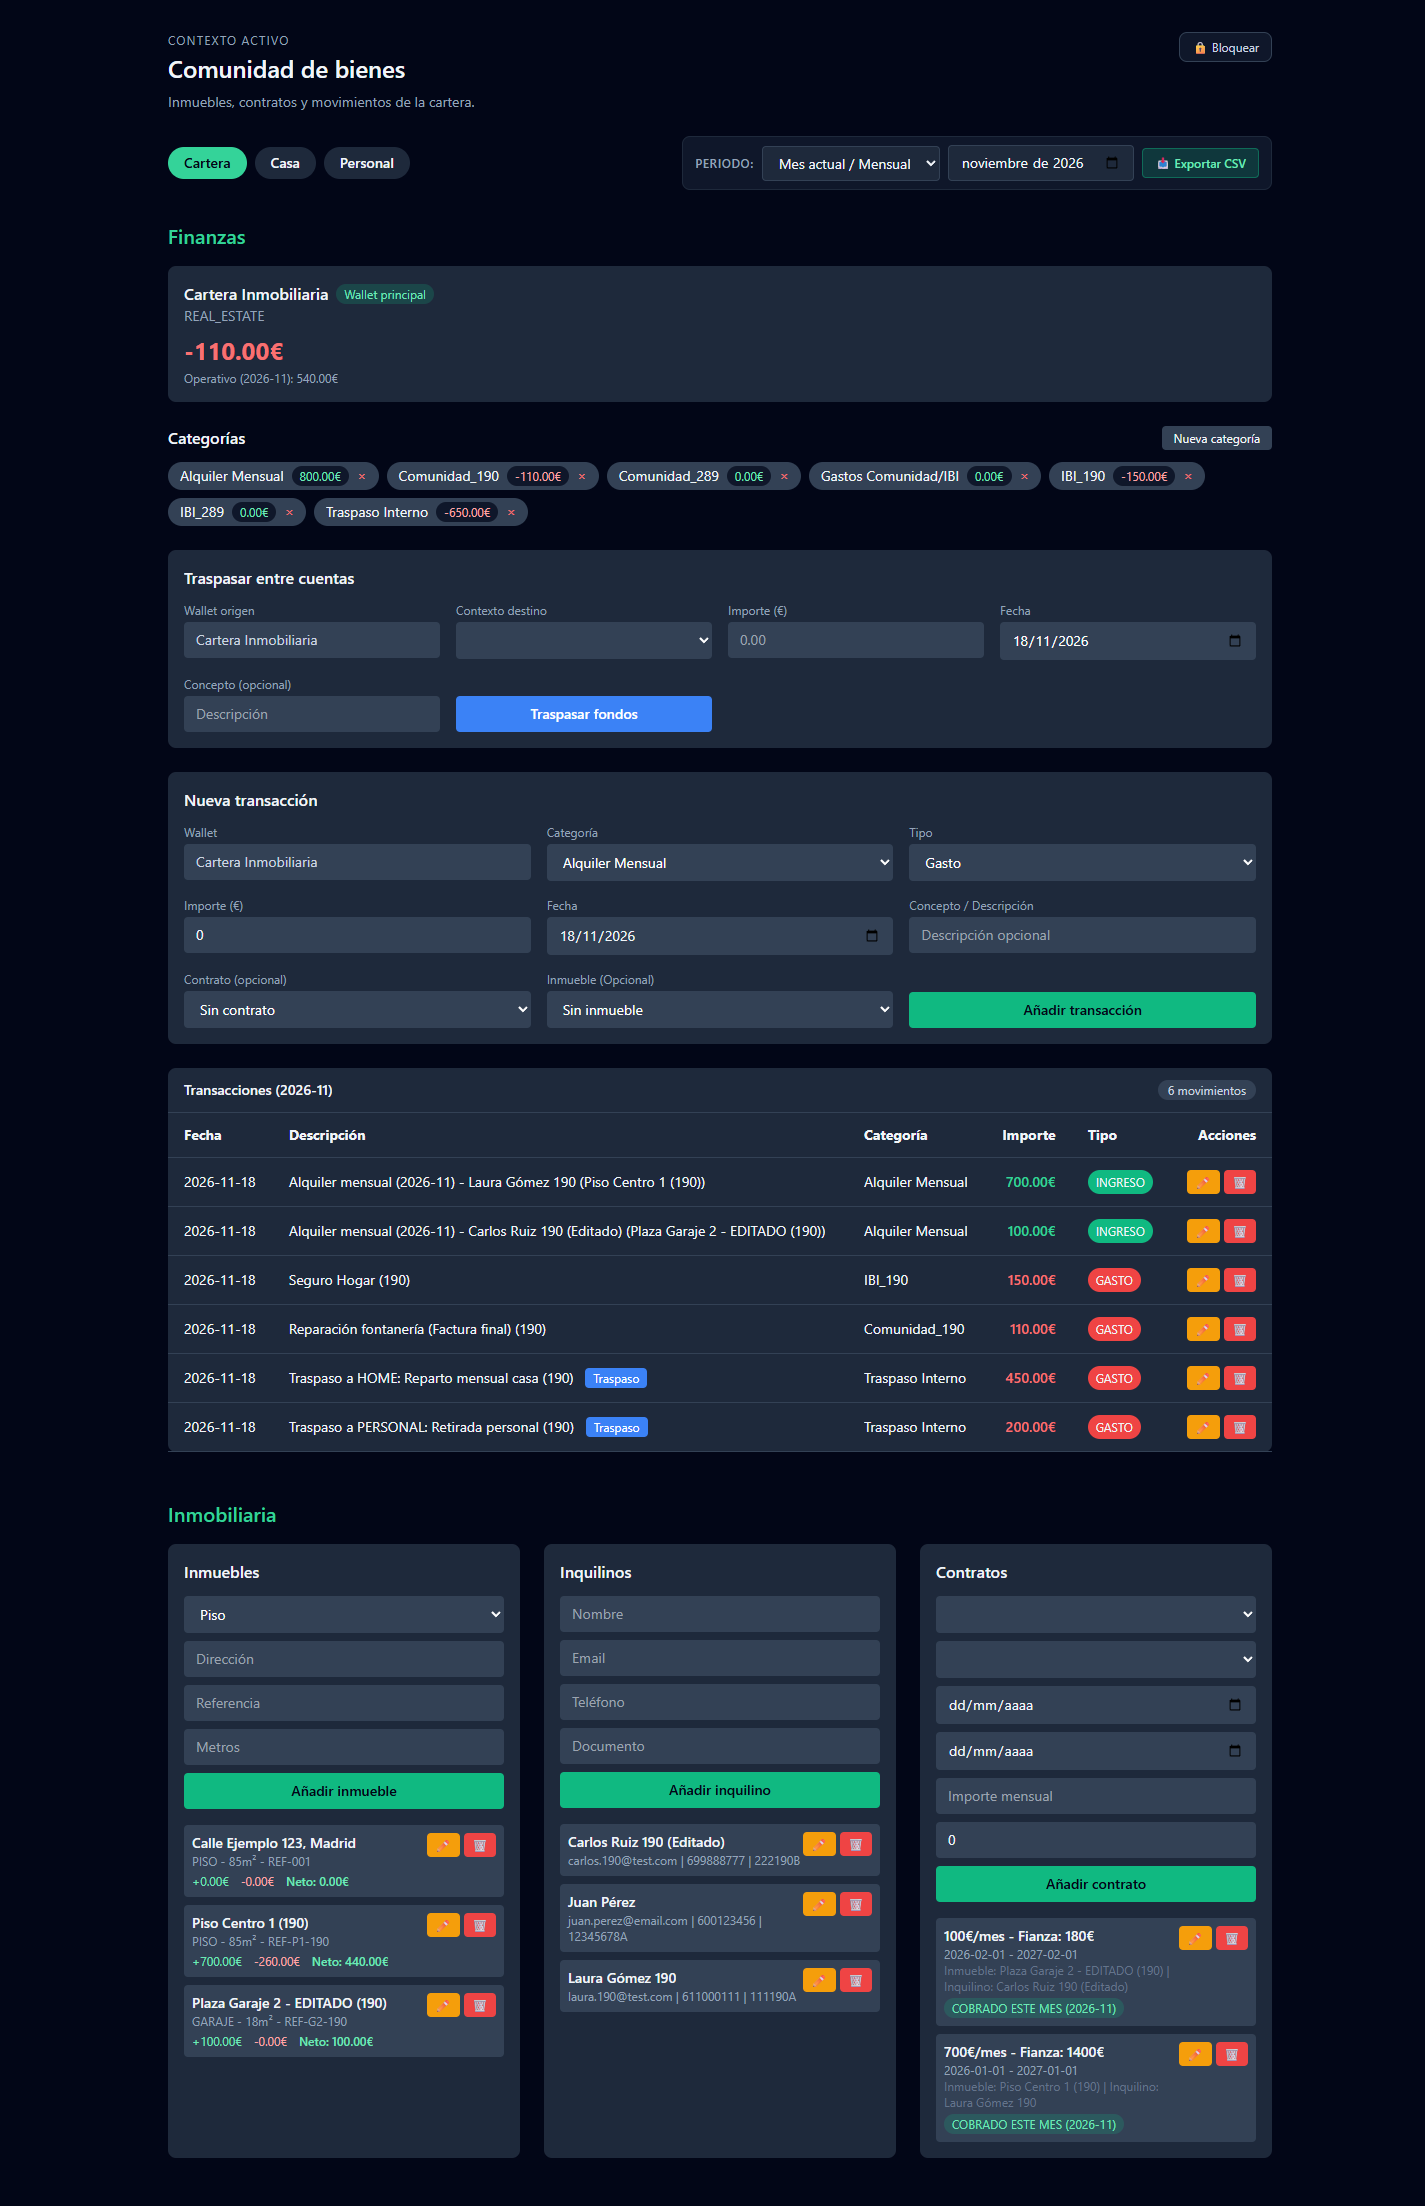 CONTEXTO ACTIVO
Comunidad de bienes
Inmuebles, contratos y movimientos de la cartera.
Bloquear
Cartera Casa Personal
PERIODO: Mes actual / Mensual noviembre de 2026 Exportar CSV
Finanzas
Cartera Inmobiliaria Wallet principal
REAL_ESTATE
-110.00€
Operativo (2026-11): 540.00€
Categorías Nueva categoría
Alquiler Mensual 800.00€ × Comunidad_190 -110.00€ × Comunidad_289 0.00€ × Gastos Comunidad/IBI 0.00€ × IBI_190 -150.00€ ×
IBI_289 0.00€ × Traspaso Interno -650.00€ ×
Traspasar entre cuentas
Wallet origen Contexto destino Importe (€) Fecha
Cartera Inmobiliaria 0.00 18/11/2026
Concepto (opcional)
Descripción Traspasar fondos
Nueva transacción
Wallet Categoría Tipo
Cartera Inmobiliaria Alquiler Mensual Gasto
Importe (€) Fecha Concepto / Descripción
0 18/11/2026 Descripción opcional
Contrato (opcional) Inmueble (Opcional)
Sin contrato Sin inmueble Añadir transacción
Transacciones (2026-11) 6 movimientos
Fecha Descripción Categoría Importe Tipo Acciones
2026-11-18 Alquiler mensual (2026-11) - Laura Gómez 190 (Piso Centro 1 (190)) Alquiler Mensual 700.00€ INGRESO
2026-11-18 Alquiler mensual (2026-11) - Carlos Ruiz 190 (Editado) (Plaza Garaje 2 - EDITADO (190)) Alquiler Mensual 100.00€ INGRESO
2026-11-18 Seguro Hogar (190) IBI_190 150.00€ GASTO
2026-11-18 Reparación fontanería (Factura final) (190) Comunidad_190 110.00€ GASTO
2026-11-18 Traspaso a HOME: Reparto mensual casa (190) Traspaso Traspaso Interno 450.00€ GASTO
2026-11-18 Traspaso a PERSONAL: Retirada personal (190) Traspaso Traspaso Interno 200.00€ GASTO
Inmobiliaria
Inmuebles
Piso
Dirección
Referencia
Metros
Añadir inmueble
Calle Ejemplo 123, Madrid
PISO - 85m² - REF-001
+0.00€ -0.00€ Neto: 0.00€
Piso Centro 1 (190)
PISO - 85m² - REF-P1-190
+700.00€ -260.00€ Neto: 440.00€
Plaza Garaje 2 - EDITADO (190)
GARAJE - 18m² - REF-G2-190
+100.00€ -0.00€ Neto: 100.00€
Inquilinos
Nombre
Email
Teléfono
Documento
Añadir inquilino
Carlos Ruiz 190 (Editado)
carlos.190@test.com | 699888777 | 222190B
Juan Pérez
juan.perez@email.com | 600123456 |
12345678A
Laura Gómez 190
laura.190@test.com | 611000111 | 111190A
Contratos
dd/mm/aaaa
dd/mm/aaaa
Importe mensual
0
Añadir contrato
100€/mes - Fianza: 180€
2026-02-01 - 2027-02-01
Inmueble: Plaza Garaje 2 - EDITADO (190) |
Inquilino: Carlos Ruiz 190 (Editado)
COBRADO ESTE MES (2026-11)
700€/mes - Fianza: 1400€
2026-01-01 - 2027-01-01
Inmueble: Piso Centro 1 (190) | Inquilino:
Laura Gómez 190
COBRADO ESTE MES (2026-11)